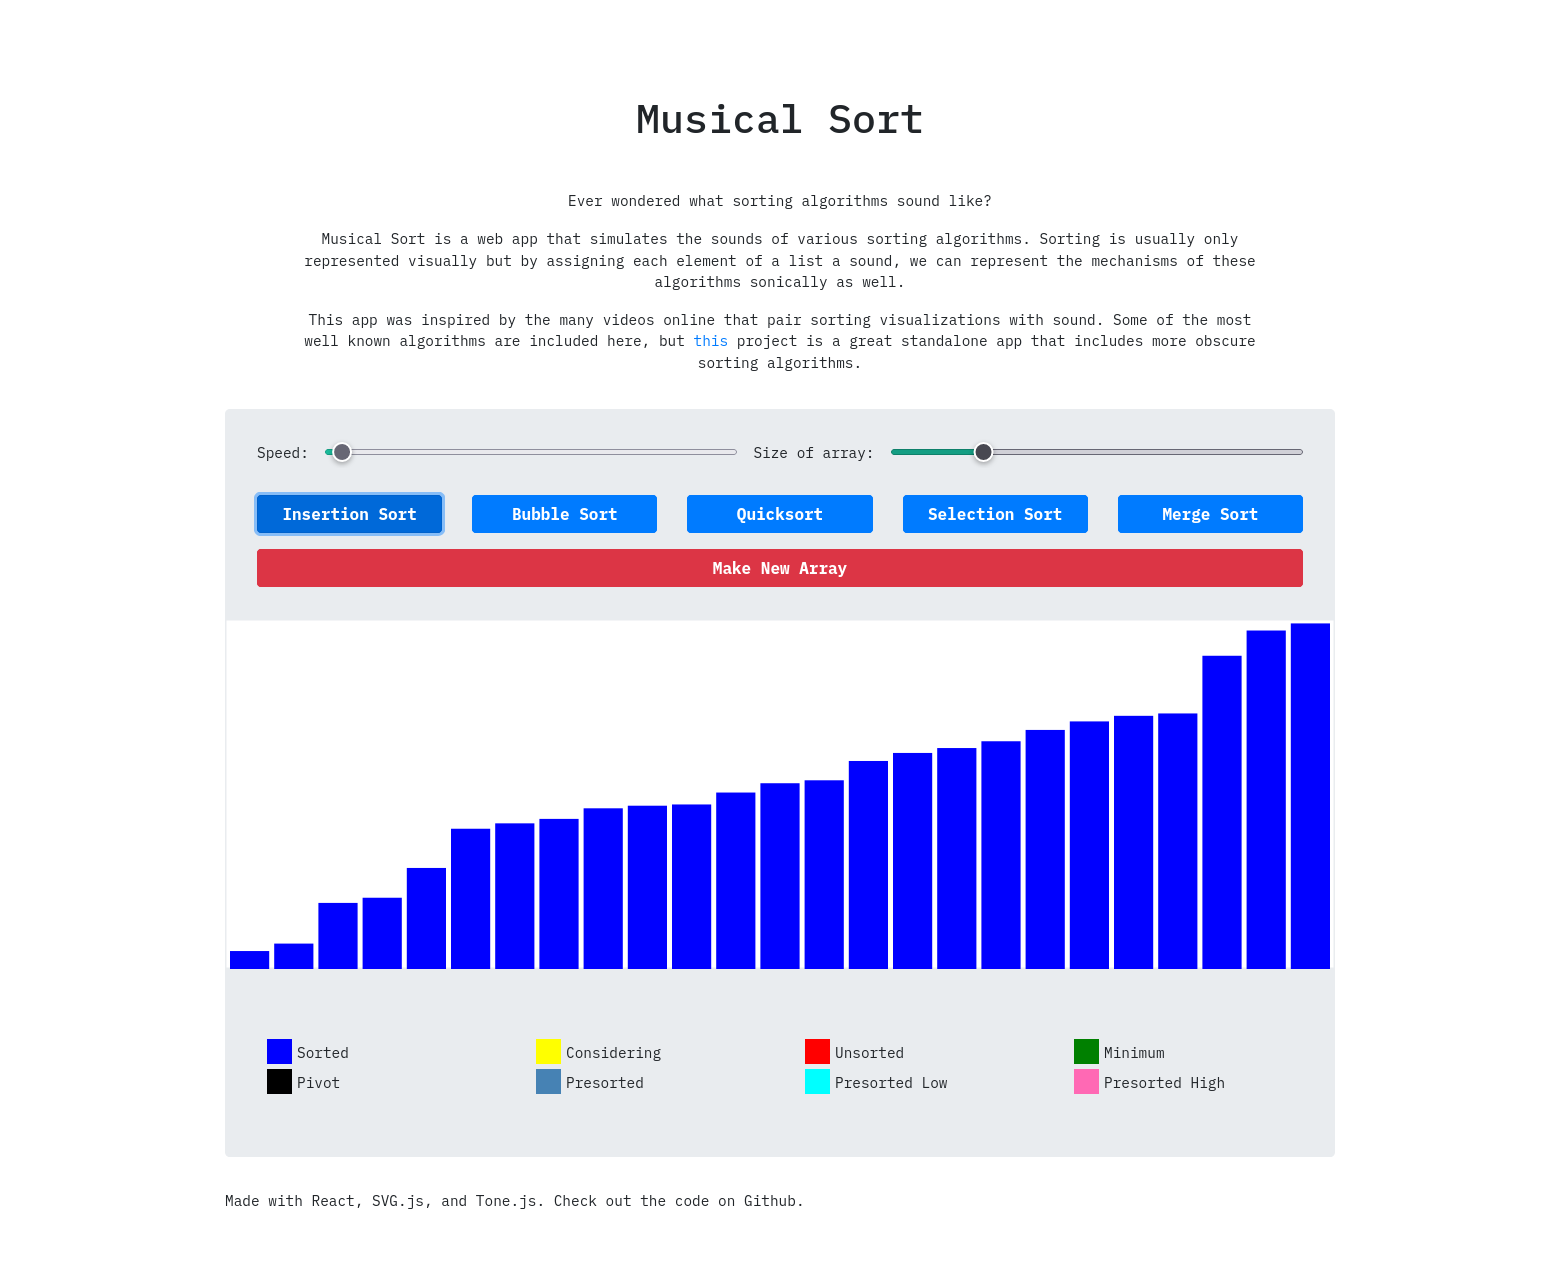 Musical Sort
Ever wondered what sorting algorithms sound like?
Musical Sort is a web app that simulates the sounds of various sorting algorithms. Sorting is usually only
represented visually but by assigning each element of a list a sound, we can represent the mechanisms of these
algorithms sonically as well.
This app was inspired by the many videos online that pair sorting visualizations with sound. Some of the most
well known algorithms are included here, but this project is a great standalone app that includes more obscure
sorting algorithms.
Speed: Size of array:
Insertion Sort Bubble Sort Quicksort Selection Sort Merge Sort
Make New Array
Sorted Considering Unsorted Minimum
Pivot Presorted Presorted Low Presorted High
Made with React, SVG.js, and Tone.js. Check out the code on Github.